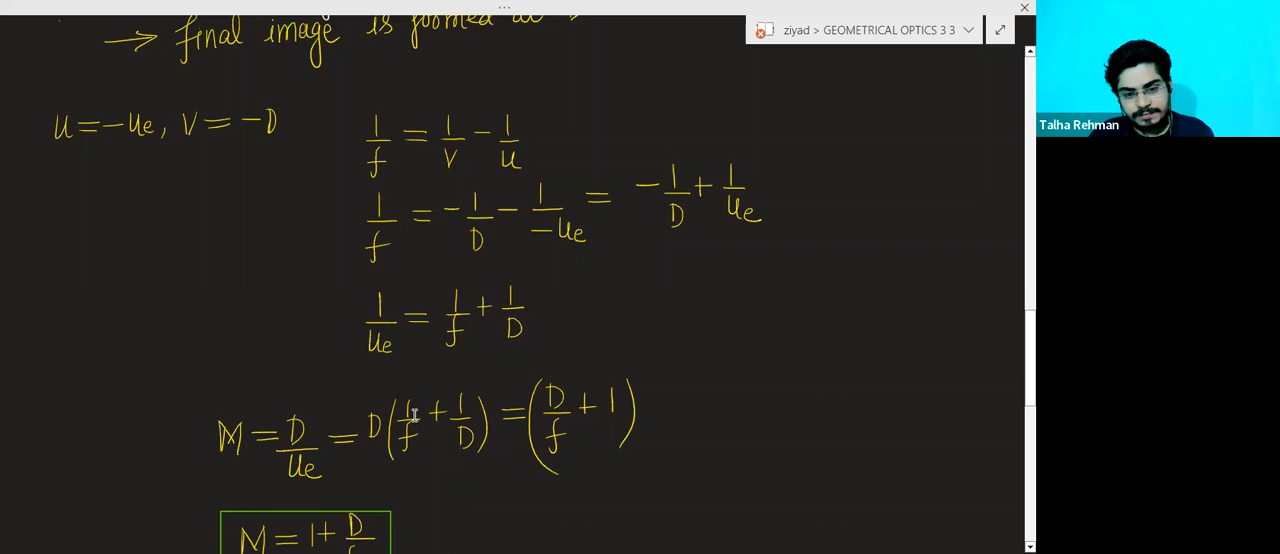 ziyad > GEOMETRICAL OPTICS 3 3
Talha Rehman
→ final image is formed at
u = -ue, v = -D
1/f = 1/v - 1/u
1/f = -1/D - 1/-ue = -1/D + 1/ue
1/ue = 1/f + 1/D
M = D/ue = D(1/f + 1/D) = (D/f + 1)
M = 1 + D/f